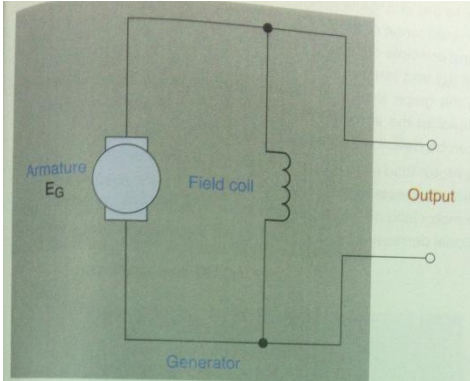 Armature
E_G
Field coil
Output
Generator